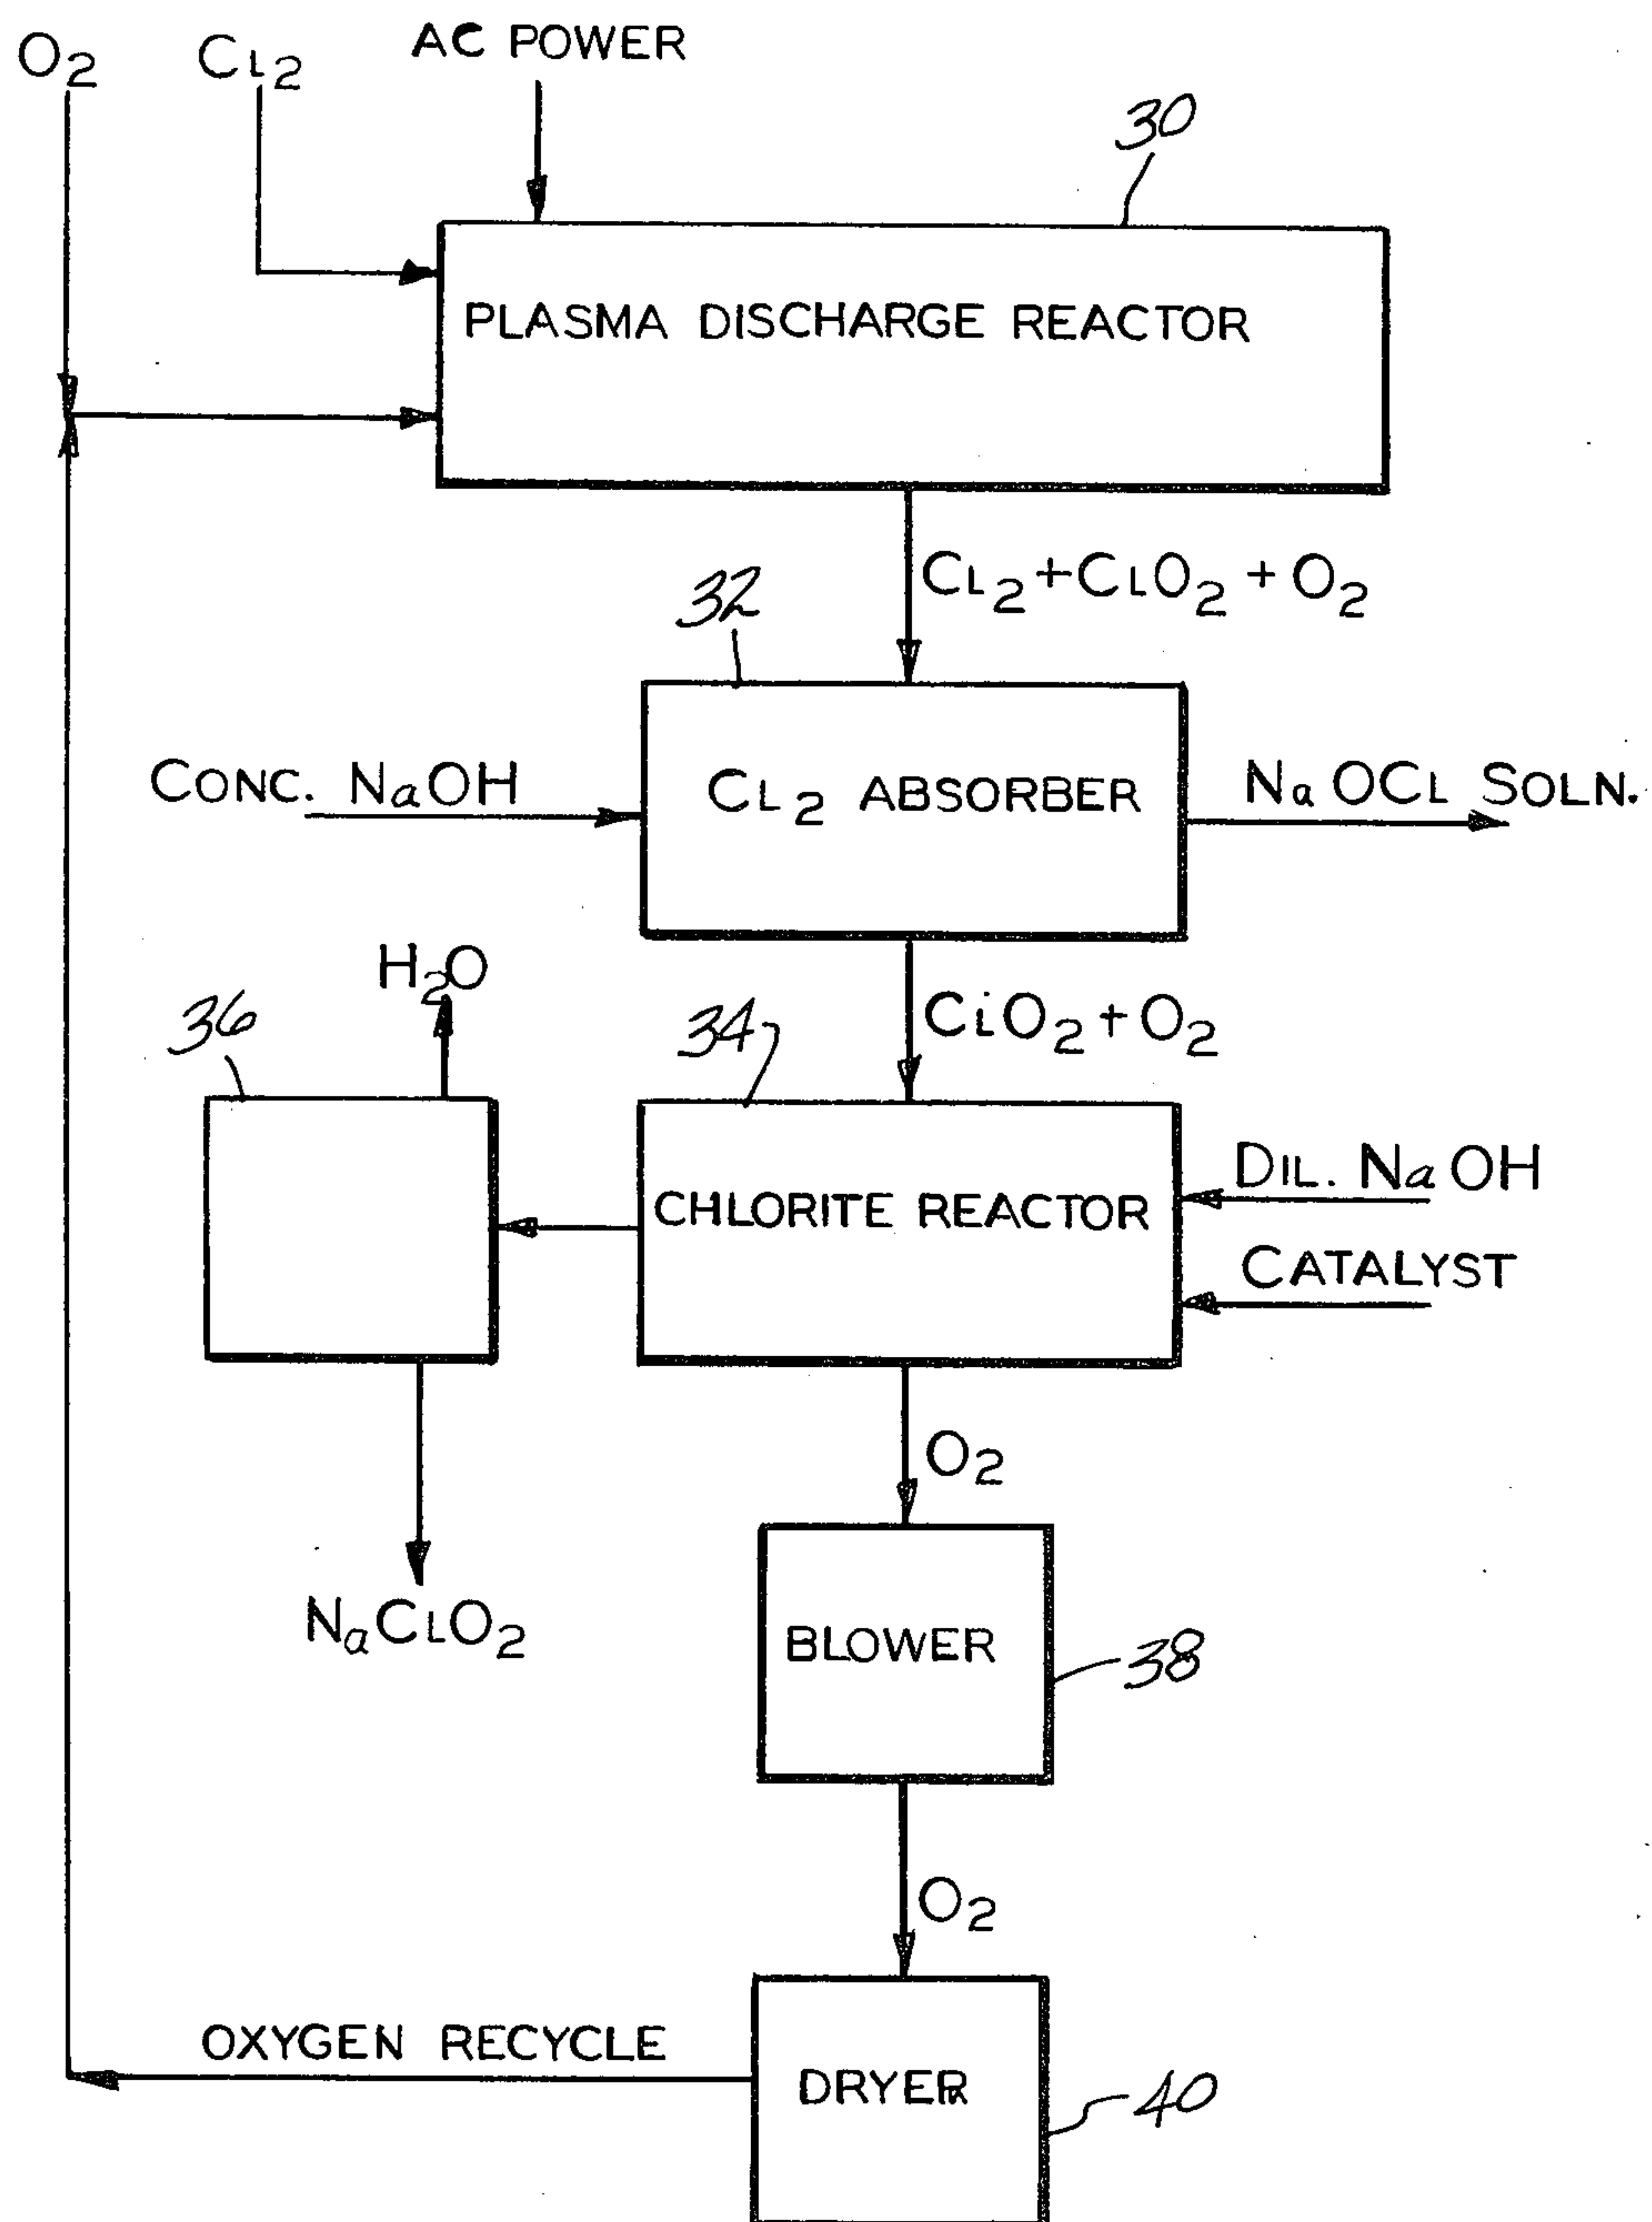 O2
CL2
AC POWER
30
PLASMA DISCHARGE REACTOR
CL2+CLO2+O2
32
CONC. NaOH
CL2 ABSORBER
NaOCL SOLN.
H2O
36
34
CiO2+O2
CHLORITE REACTOR
DIL. NaOH
CATALYST
O2
NaCLO2
BLOWER
38
O2
OXYGEN RECYCLE
DRYER
40